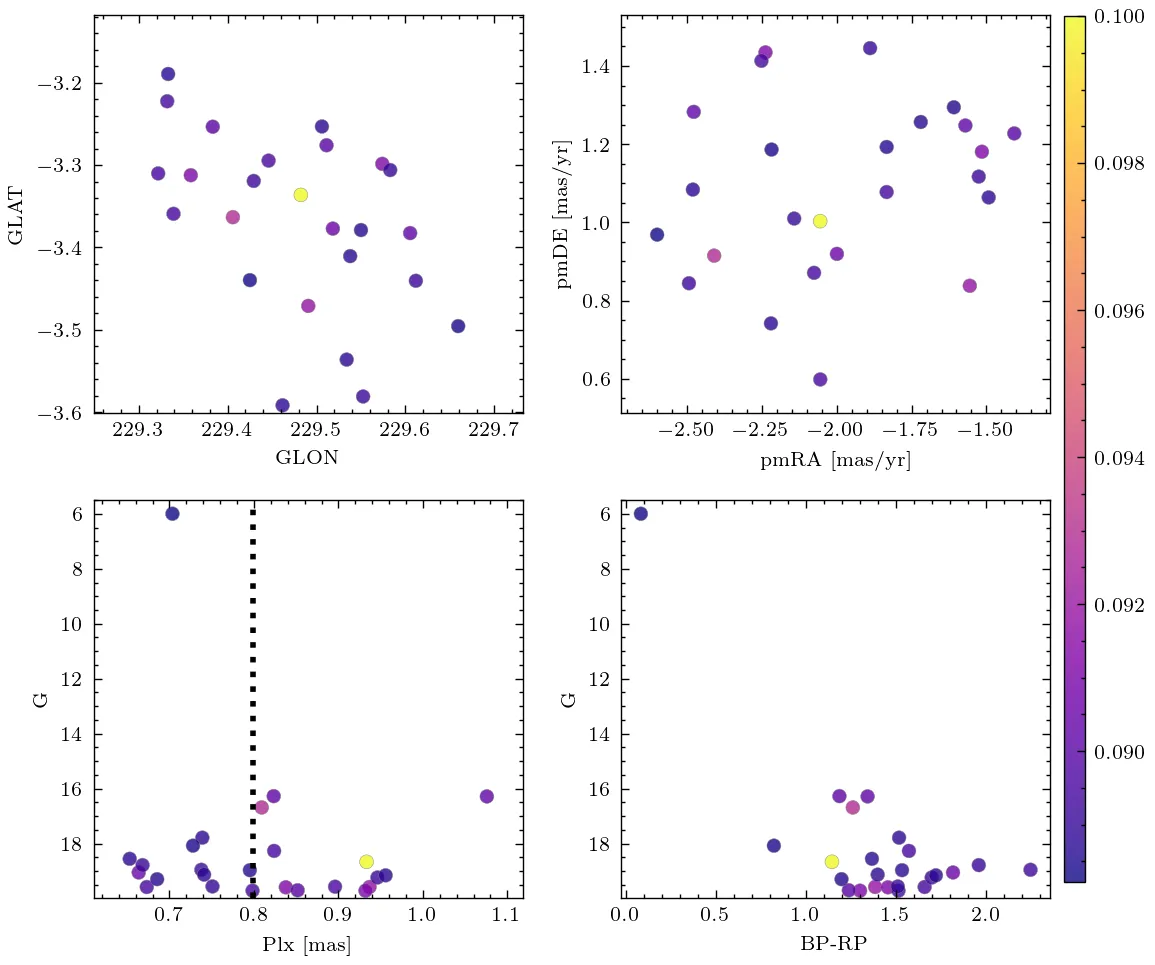 −3.2
−3.3
−3.4
−3.5
−3.6
GLAT
229.3 229.4 229.5 229.6 229.7
GLON
1.4
1.2
1.0
0.8
0.6
pmDE [mas/yr]
−2.50 −2.25 −2.00 −1.75 −1.50
pmRA [mas/yr]
6
8
10
12
14
16
18
G
0.7 0.8 0.9 1.0 1.1
Plx [mas]
6
8
10
12
14
16
18
G
0.0 0.5 1.0 1.5 2.0
BP-RP
0.100
0.098
0.096
0.094
0.092
0.090